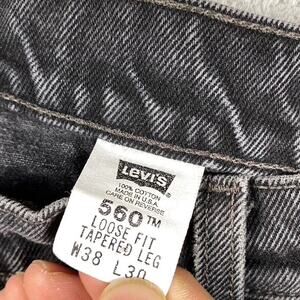 LEVI'S
100% COTTON
MADE IN U.S.A.
CARE ON REVERSE
560™
LOOSE FIT
TAPERED LEG
W38 L30